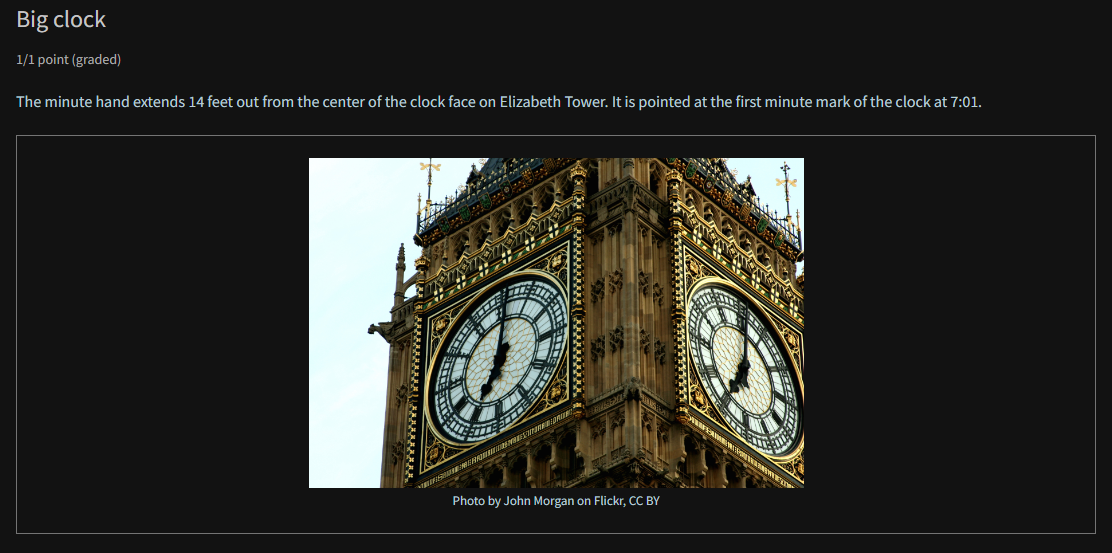 Big clock
1/1 point (graded)
The minute hand extends 14 feet out from the center of the clock face on Elizabeth Tower. It is pointed at the first minute mark of the clock at 7:01.
Photo by John Morgan on Flickr, CC BY